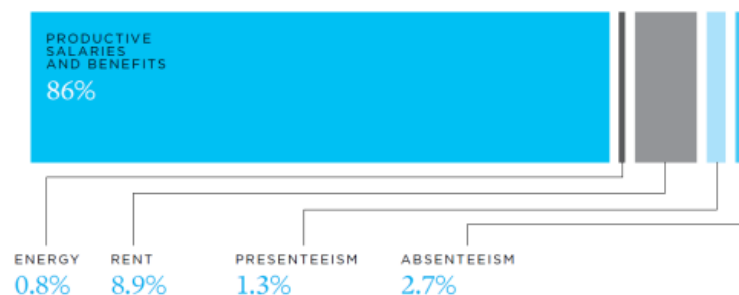 PRODUCTIVE
SALARIES
AND BENEFITS
86%
ENERGY
0.8%
RENT
8.9%
PRESENTEEISM
1.3%
ABSENTEEISM
2.7%